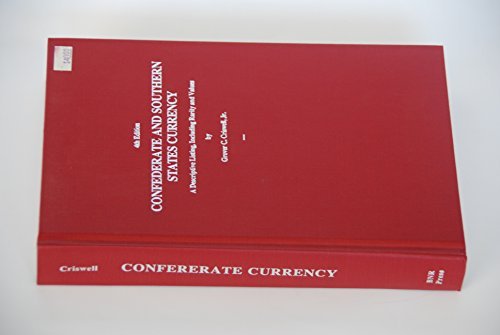 4th Edition
CONFEDERATE AND SOUTHERN
STATES CURRENCY
A Descriptive Listing, Including Rarity and Values
by
Grover C. Criswell, Jr.
Criswell
CONFERERATE CURRENCY
BNR
Press